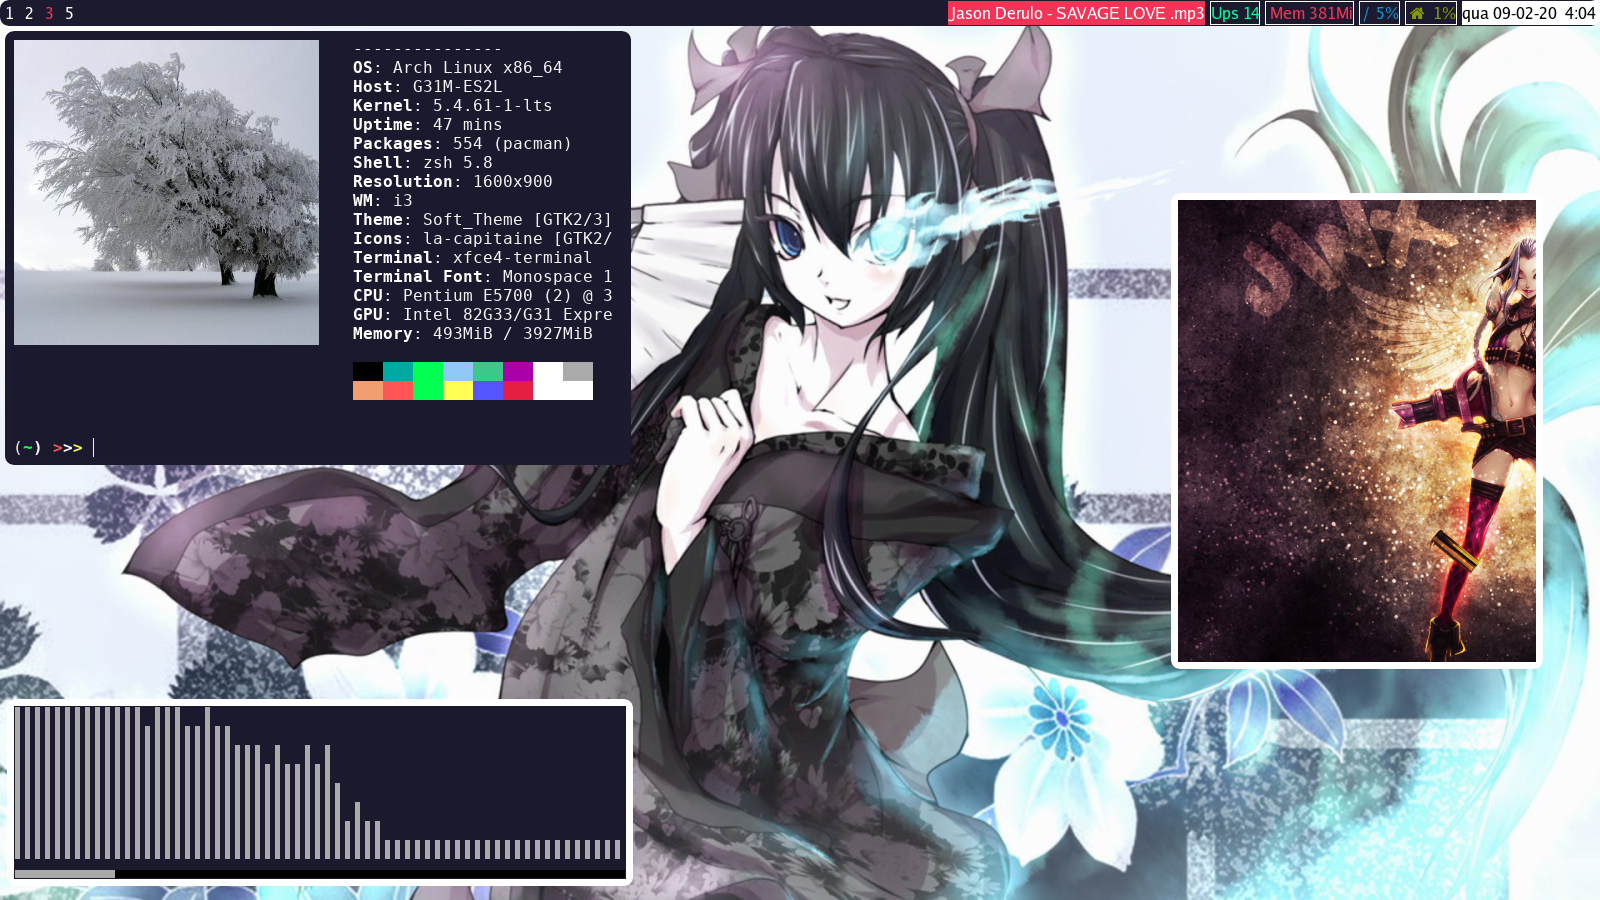 1 2 3 5
Jason Derulo - SAVAGE LOVE .mp3 Ups 14 Mem 381Mi / 5% 1% qua 09-02-20 4:04
---------------
OS: Arch Linux x86_64
Host: G31M-ES2L
Kernel: 5.4.61-1-lts
Uptime: 47 mins
Packages: 554 (pacman)
Shell: zsh 5.8
Resolution: 1600x900
WM: i3
Theme: Soft_Theme [GTK2/3]
Icons: la-capitaine [GTK2/
Terminal: xfce4-terminal
Terminal Font: Monospace 1
CPU: Pentium E5700 (2) @ 3
GPU: Intel 82G33/G31 Expre
Memory: 493MiB / 3927MiB
(~) >>>